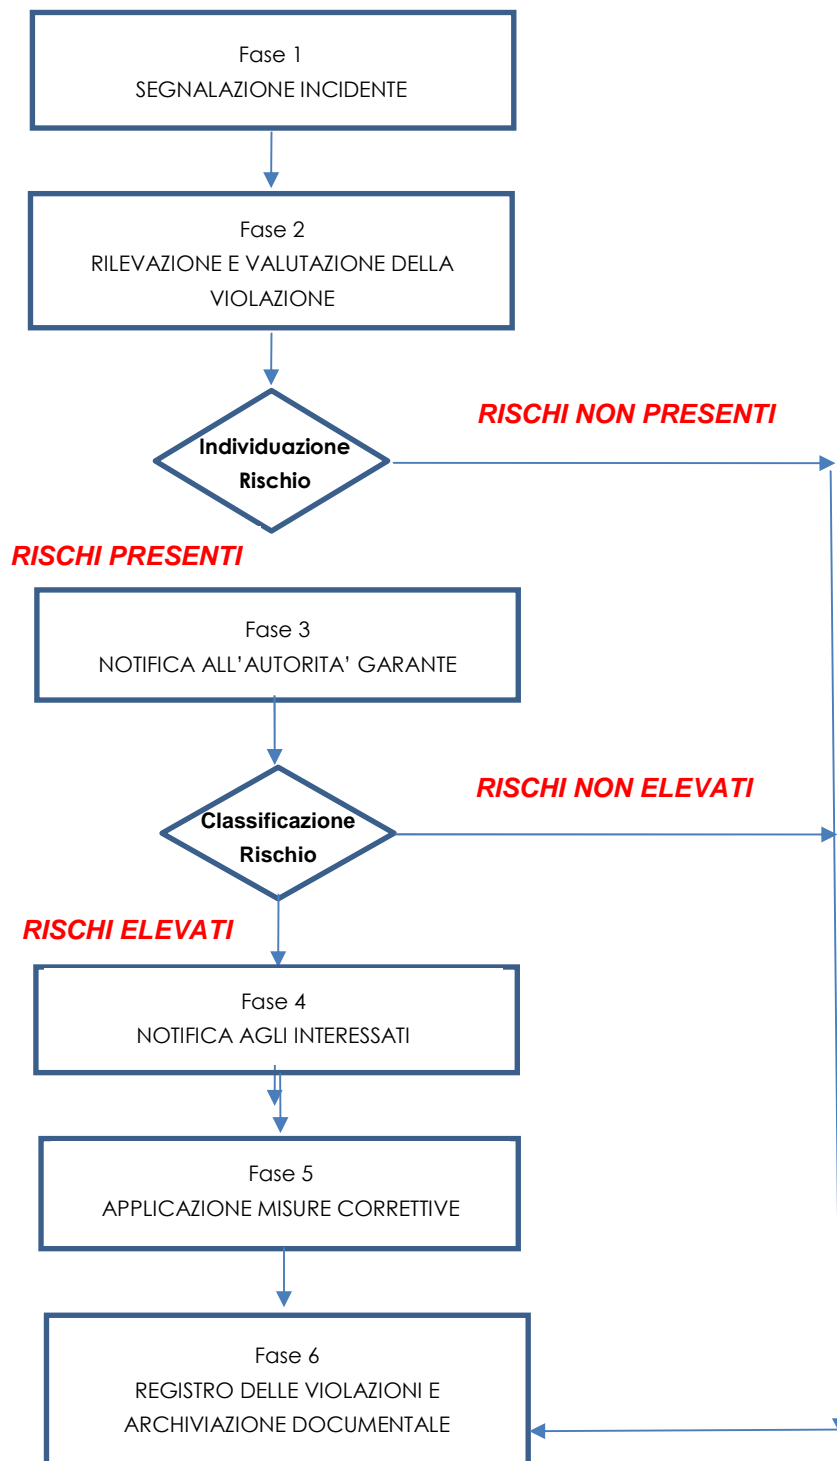 Fase 1
SEGNALAZIONE INCIDENTE
Fase 2
RILEVAZIONE E VALUTAZIONE DELLA
VIOLAZIONE
RISCHI NON PRESENTI
Individuazione
Rischio
RISCHI PRESENTI
Fase 3
NOTIFICA ALL’AUTORITA’ GARANTE
RISCHI NON ELEVATI
Classificazione
Rischio
RISCHI ELEVATI
Fase 4
NOTIFICA AGLI INTERESSATI
Fase 5
APPLICAZIONE MISURE CORRETTIVE
Fase 6
REGISTRO DELLE VIOLAZIONI E
ARCHIVIAZIONE DOCUMENTALE